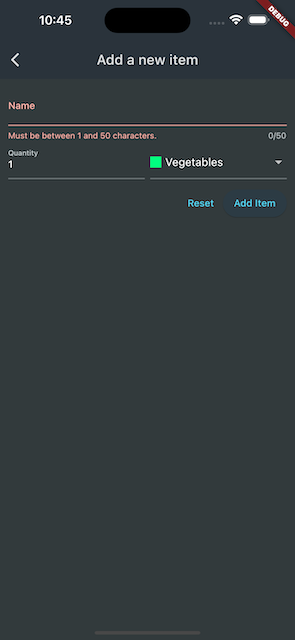 10:45
DEBUG
Add a new item
Name
Must be between 1 and 50 characters.
0/50
Quantity
1
Vegetables
Reset
Add Item